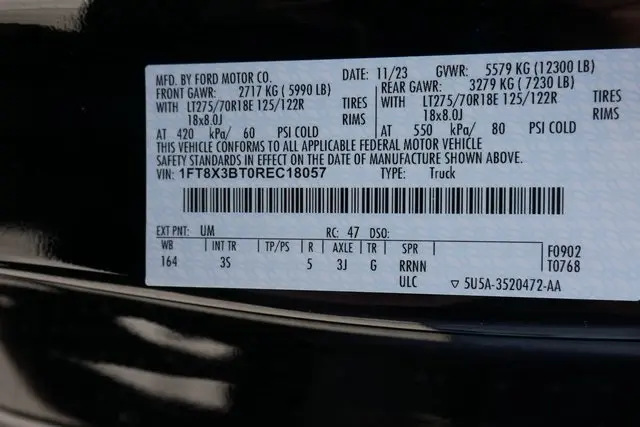 MFD. BY FORD MOTOR CO. DATE: 11/23 GVWR: 5579 KG (12300 LB)
FRONT GAWR: 2717 KG ( 5990 LB) REAR GAWR: 3279 KG ( 7230 LB)
WITH LT275/70R18E 125/122R TIRES WITH LT275/70R18E 125/122R TIRES
18x8.0J RIMS 18x8.0J RIMS
AT 420 kPa/ 60 PSI COLD AT 550 kPa/ 80 PSI COLD
THIS VEHICLE CONFORMS TO ALL APPLICABLE FEDERAL MOTOR VEHICLE
SAFETY STANDARDS IN EFFECT ON THE DATE OF MANUFACTURE SHOWN ABOVE.
VIN: 1FT8X3BT0REC18057 TYPE: Truck
EXT PNT: UM RC: 47 DSO:
WB INT TR TP/PS R AXLE TR SPR F0902
164 3S 5 3J G RRNN T0768
ULC 5U5A-3520472-AA